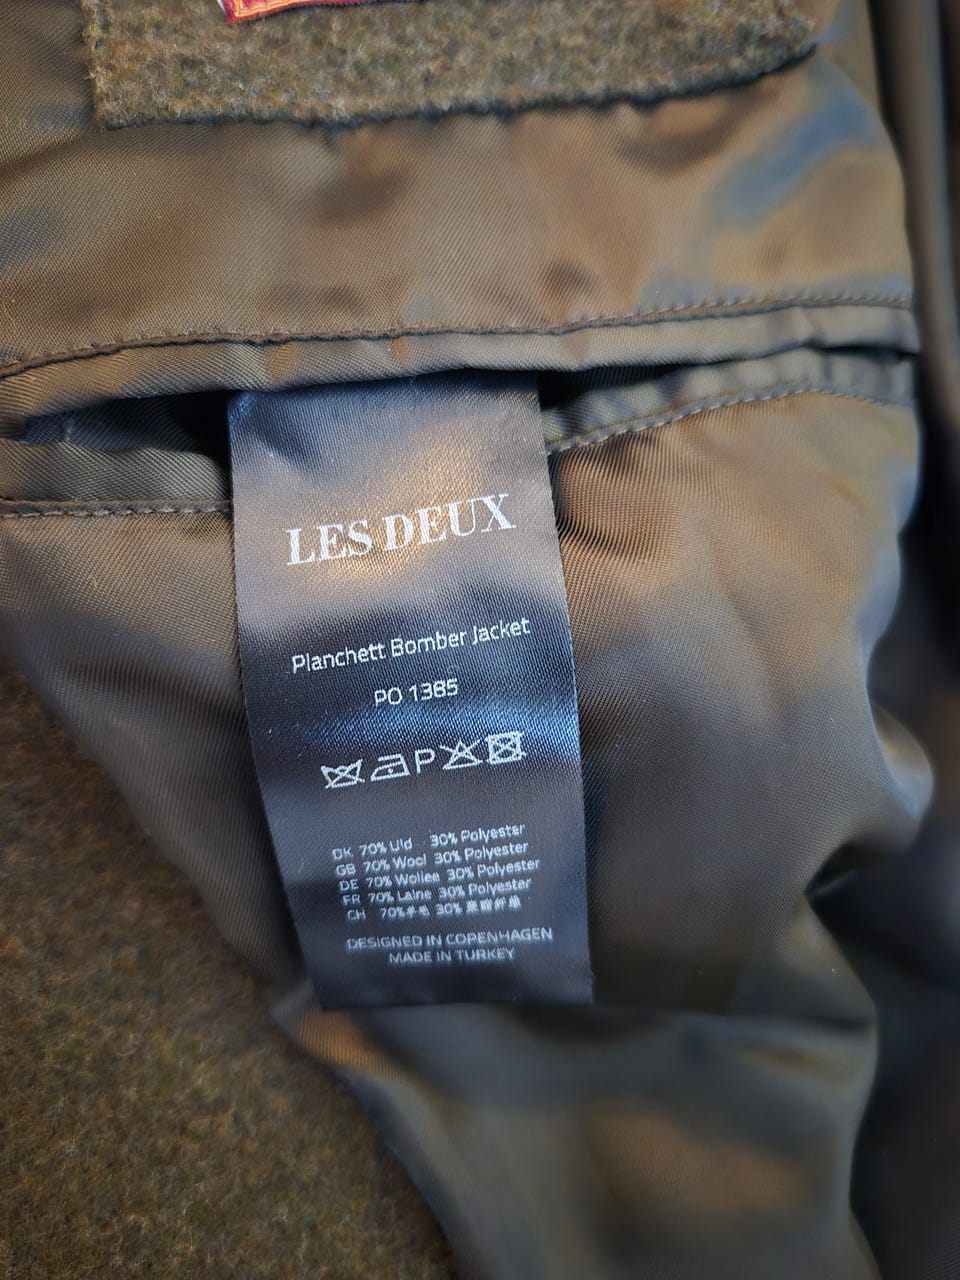 LES DEUX
Planchett Bomber Jacket
PO 1385
P
DK 70% Uld 30% Polyester
GB 70% Wool 30% Polyester
DE 70% Wollee 30% Polyester
FR 70% Laine 30% Polyester
CH 70% 30%
DESIGNED IN COPENHAGEN
MADE IN TURKEY